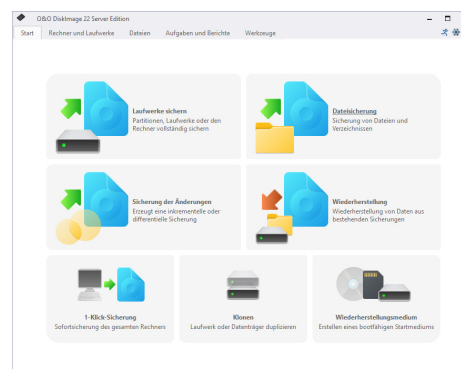 O&O DiskImage 22 Server Edition
Start Rechner und Laufwerke Dateien Aufgaben und Berichte Werkzeuge
Laufwerke sichern
Partitionen, Laufwerke oder den
Rechner vollständig sichern
Dateisicherung
Sicherung von Dateien und
Verzeichnissen
Sicherung der Änderungen
Erzeugt eine inkrementelle oder
differentielle Sicherung
Wiederherstellung
Wiederherstellung von Daten aus
bestehenden Sicherungen
1-Klick-Sicherung
Sofortsicherung des gesamten Rechners
Klonen
Laufwerk oder Datenträger duplizieren
Wiederherstellungsmedium
Erstellen eines bootfähigen Startmediums